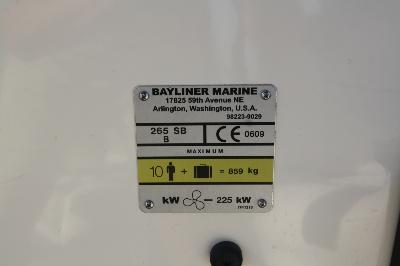 BAYLINER MARINE
17825 59th Avenue NE
Arlington, Washington, U.S.A.
98223-9029
265 SB
B
CE 0609
MAXIMUM
10 + = 859 kg
kW - 225 kW